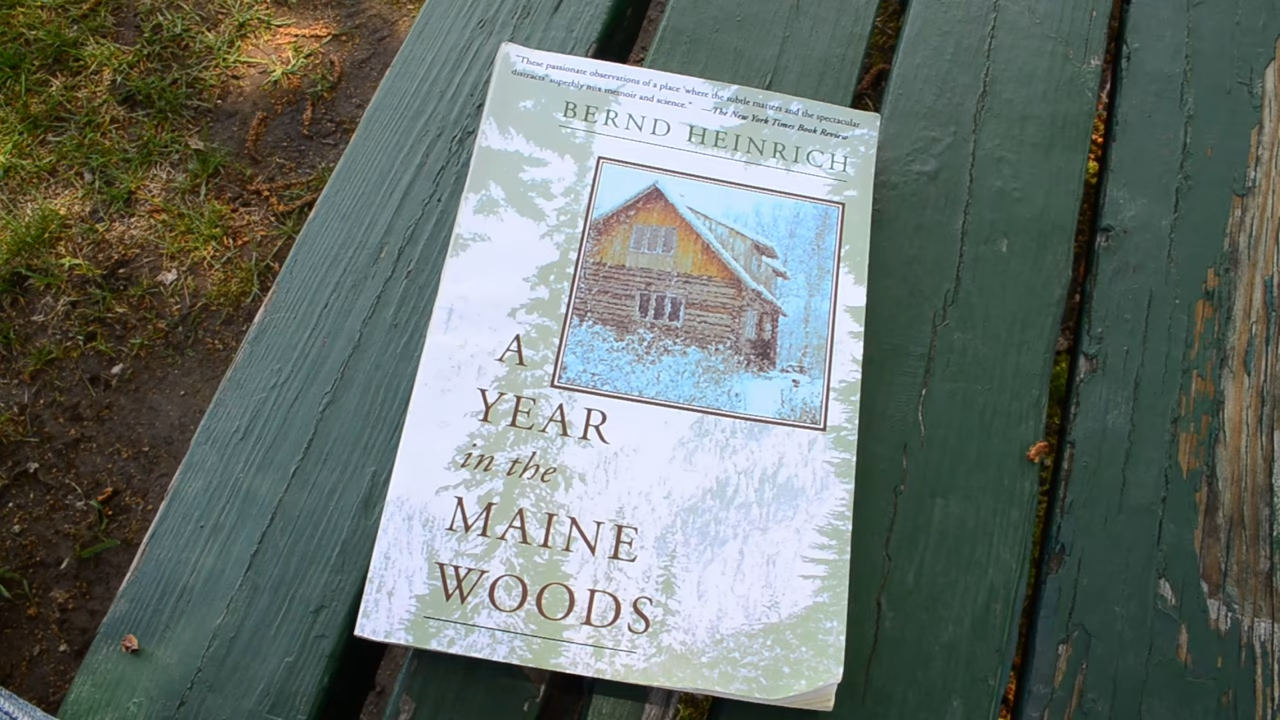 "These passionate observations of a place 'where the subtle matters and the spectacular
distracts' superbly mix memoir and science." —The New York Times Book Review
BERND HEINRICH
A
YEAR
in the
MAINE
WOODS